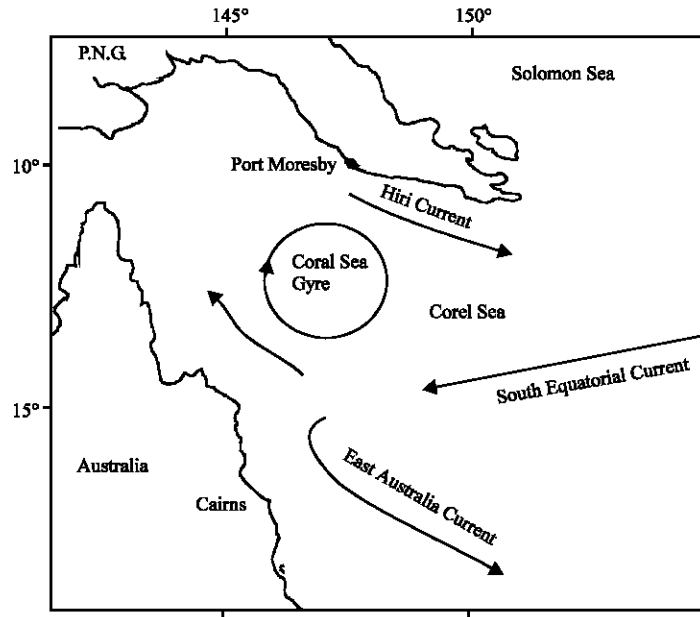 145°
150°
P.N.G.
Solomon Sea
10°
Port Moresby
Hiri Current
Coral Sea
Gyre
Corel Sea
South Equatorial Current
15°
Australia
East Australia Current
Cairns
s